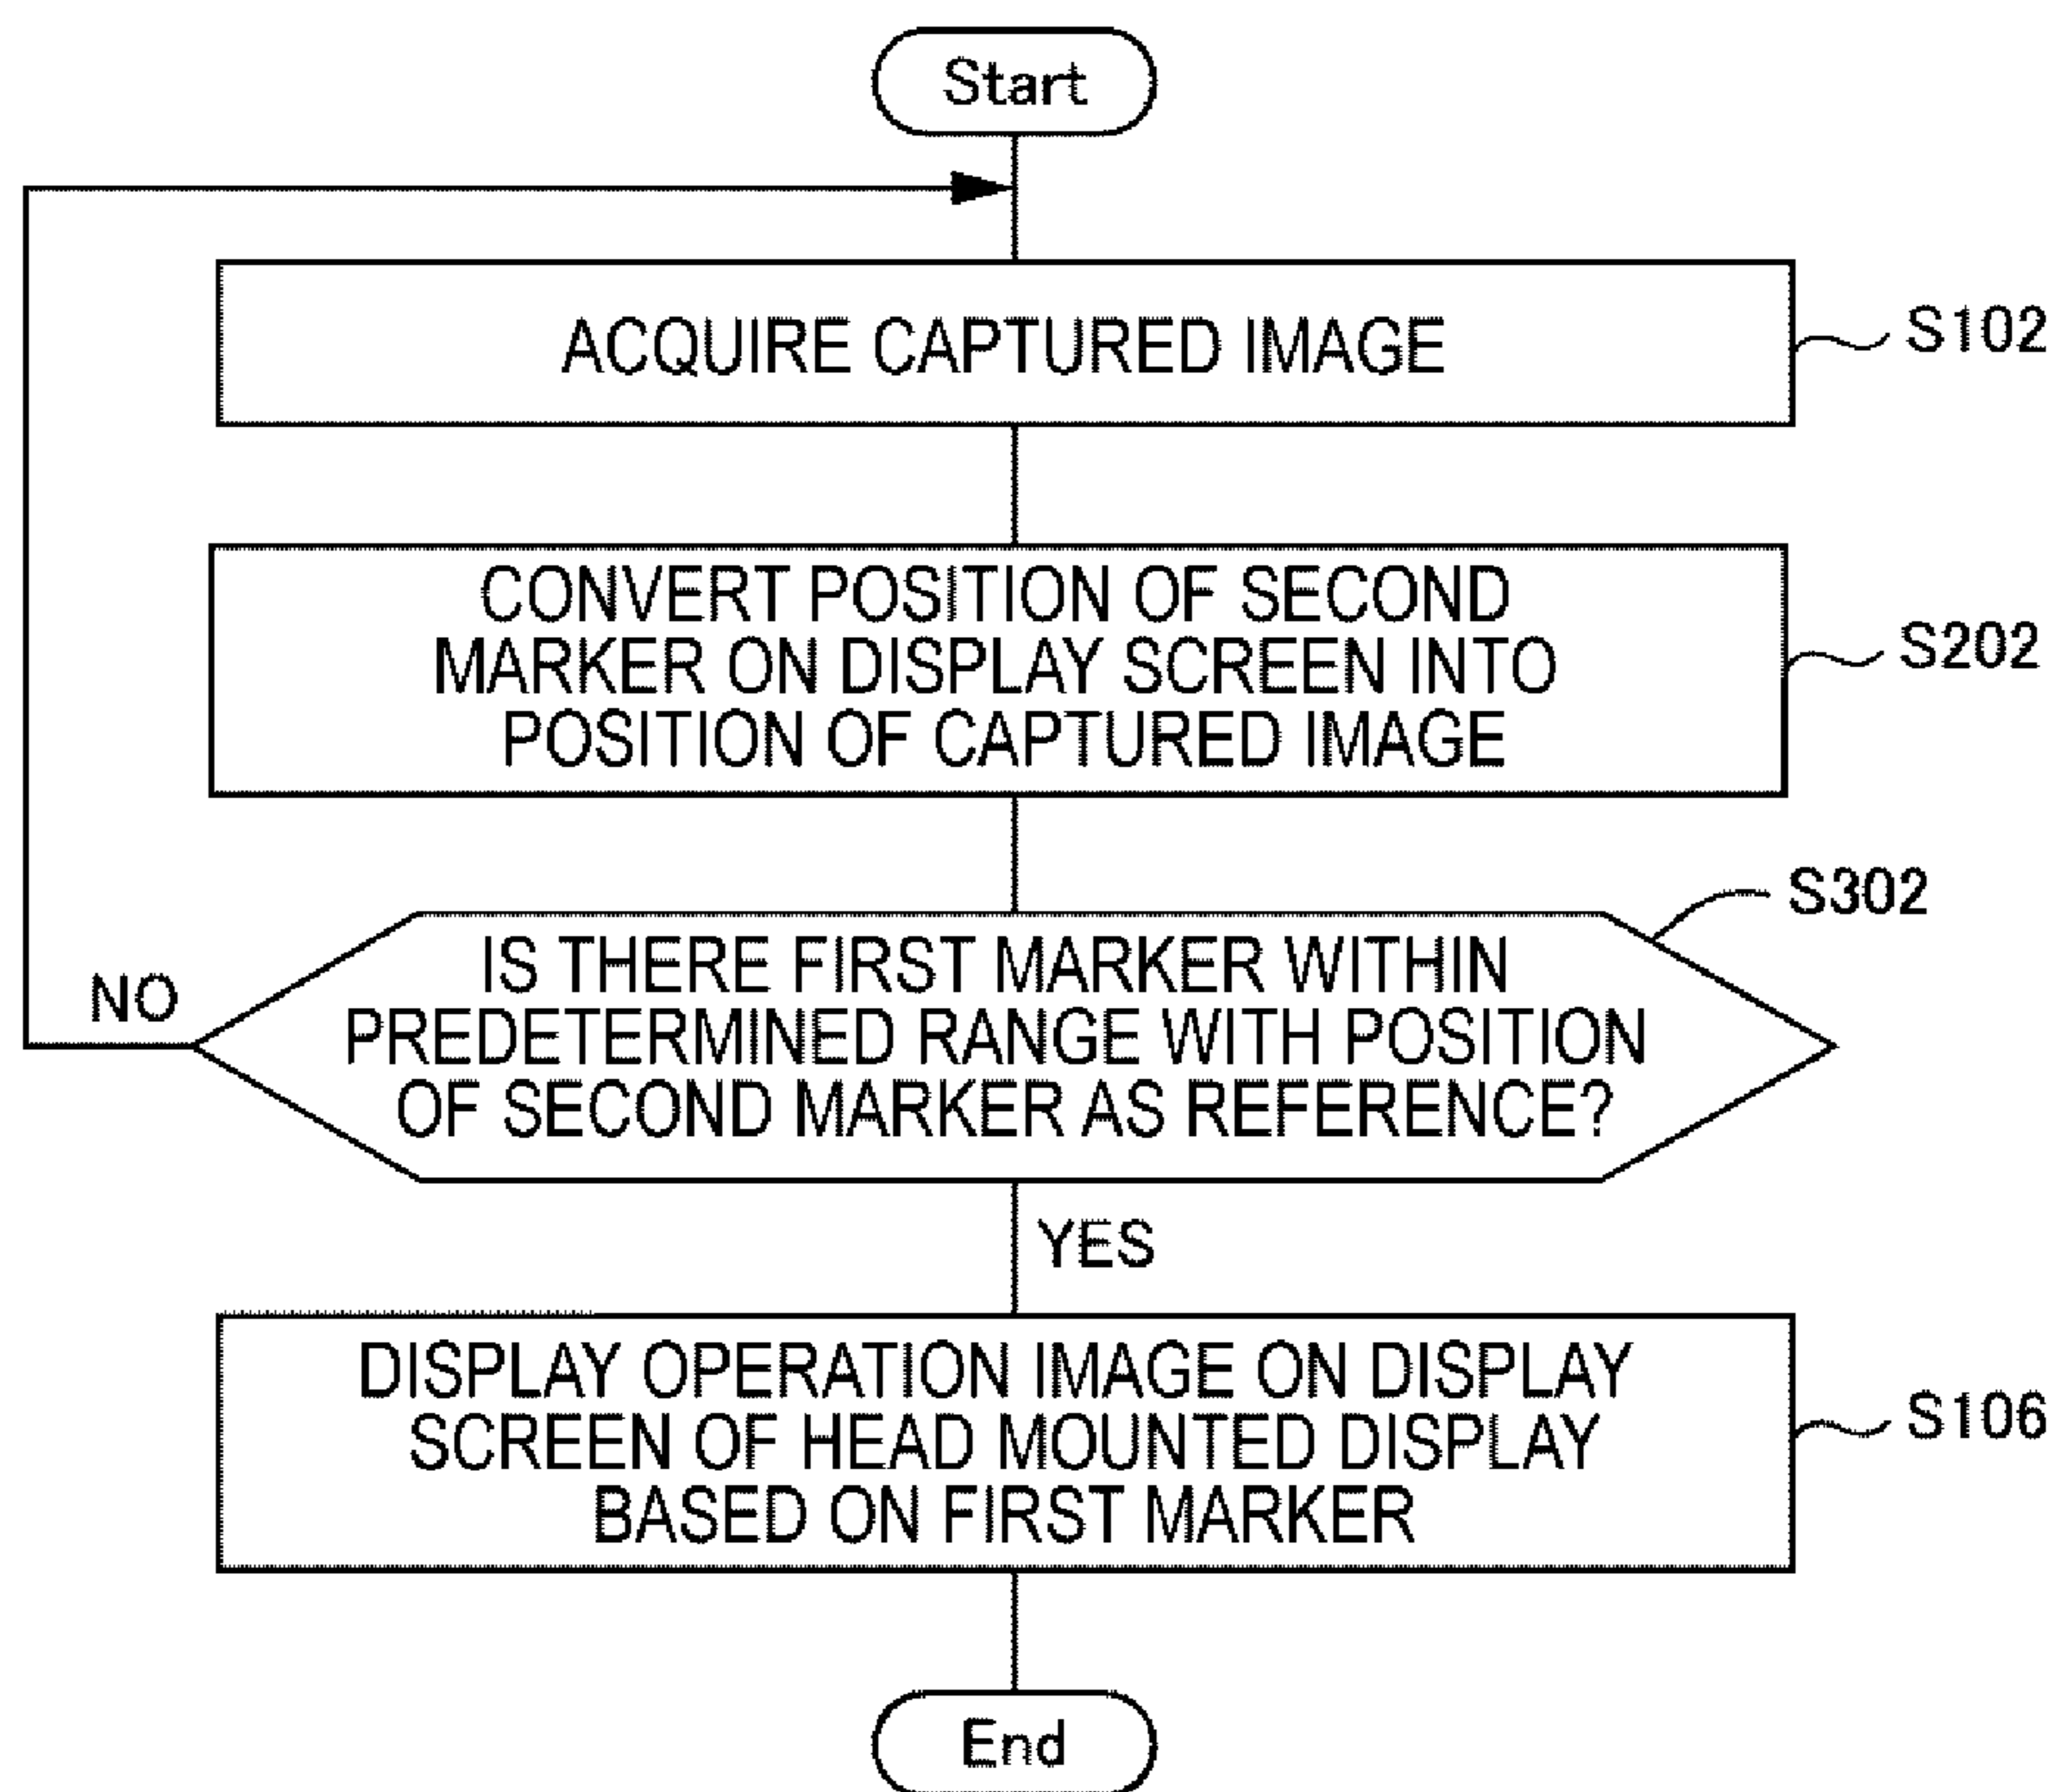 Start
ACQUIRE CAPTURED IMAGE
S102
CONVERT POSITION OF SECOND
MARKER ON DISPLAY SCREEN INTO
POSITION OF CAPTURED IMAGE
S202
S302
IS THERE FIRST MARKER WITHIN
PREDETERMINED RANGE WITH POSITION
OF SECOND MARKER AS REFERENCE?
NO
YES
DISPLAY OPERATION IMAGE ON DISPLAY
SCREEN OF HEAD MOUNTED DISPLAY
BASED ON FIRST MARKER
S106
End